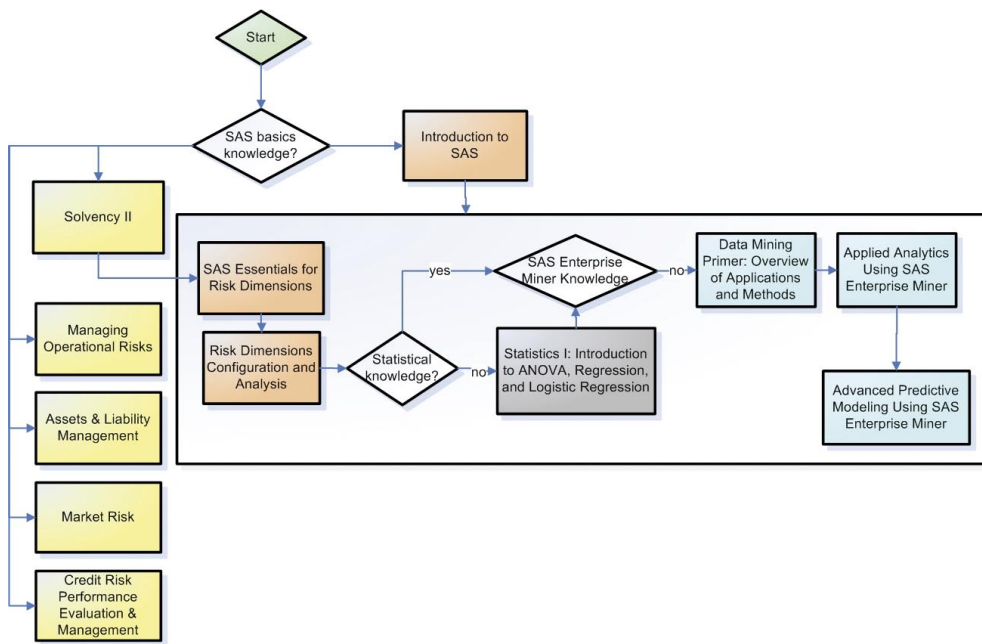 Start
SAS basics
knowledge?
Introduction to
SAS
Solvency II
SAS Essentials for
Risk Dimensions
yes
SAS Enterprise
Miner Knowledge
no
Data Mining
Primer: Overview
of Applications
and Methods
Applied Analytics
Using SAS
Enterprise Miner
Managing
Operational Risks
Risk Dimensions
Configuration and
Analysis
Statistical
knowledge?
no
Statistics I: Introduction
to ANOVA, Regression,
and Logistic Regression
Advanced Predictive
Modeling Using SAS
Enterprise Miner
Assets & Liability
Management
Market Risk
Credit Risk
Performance
Evaluation &
Management